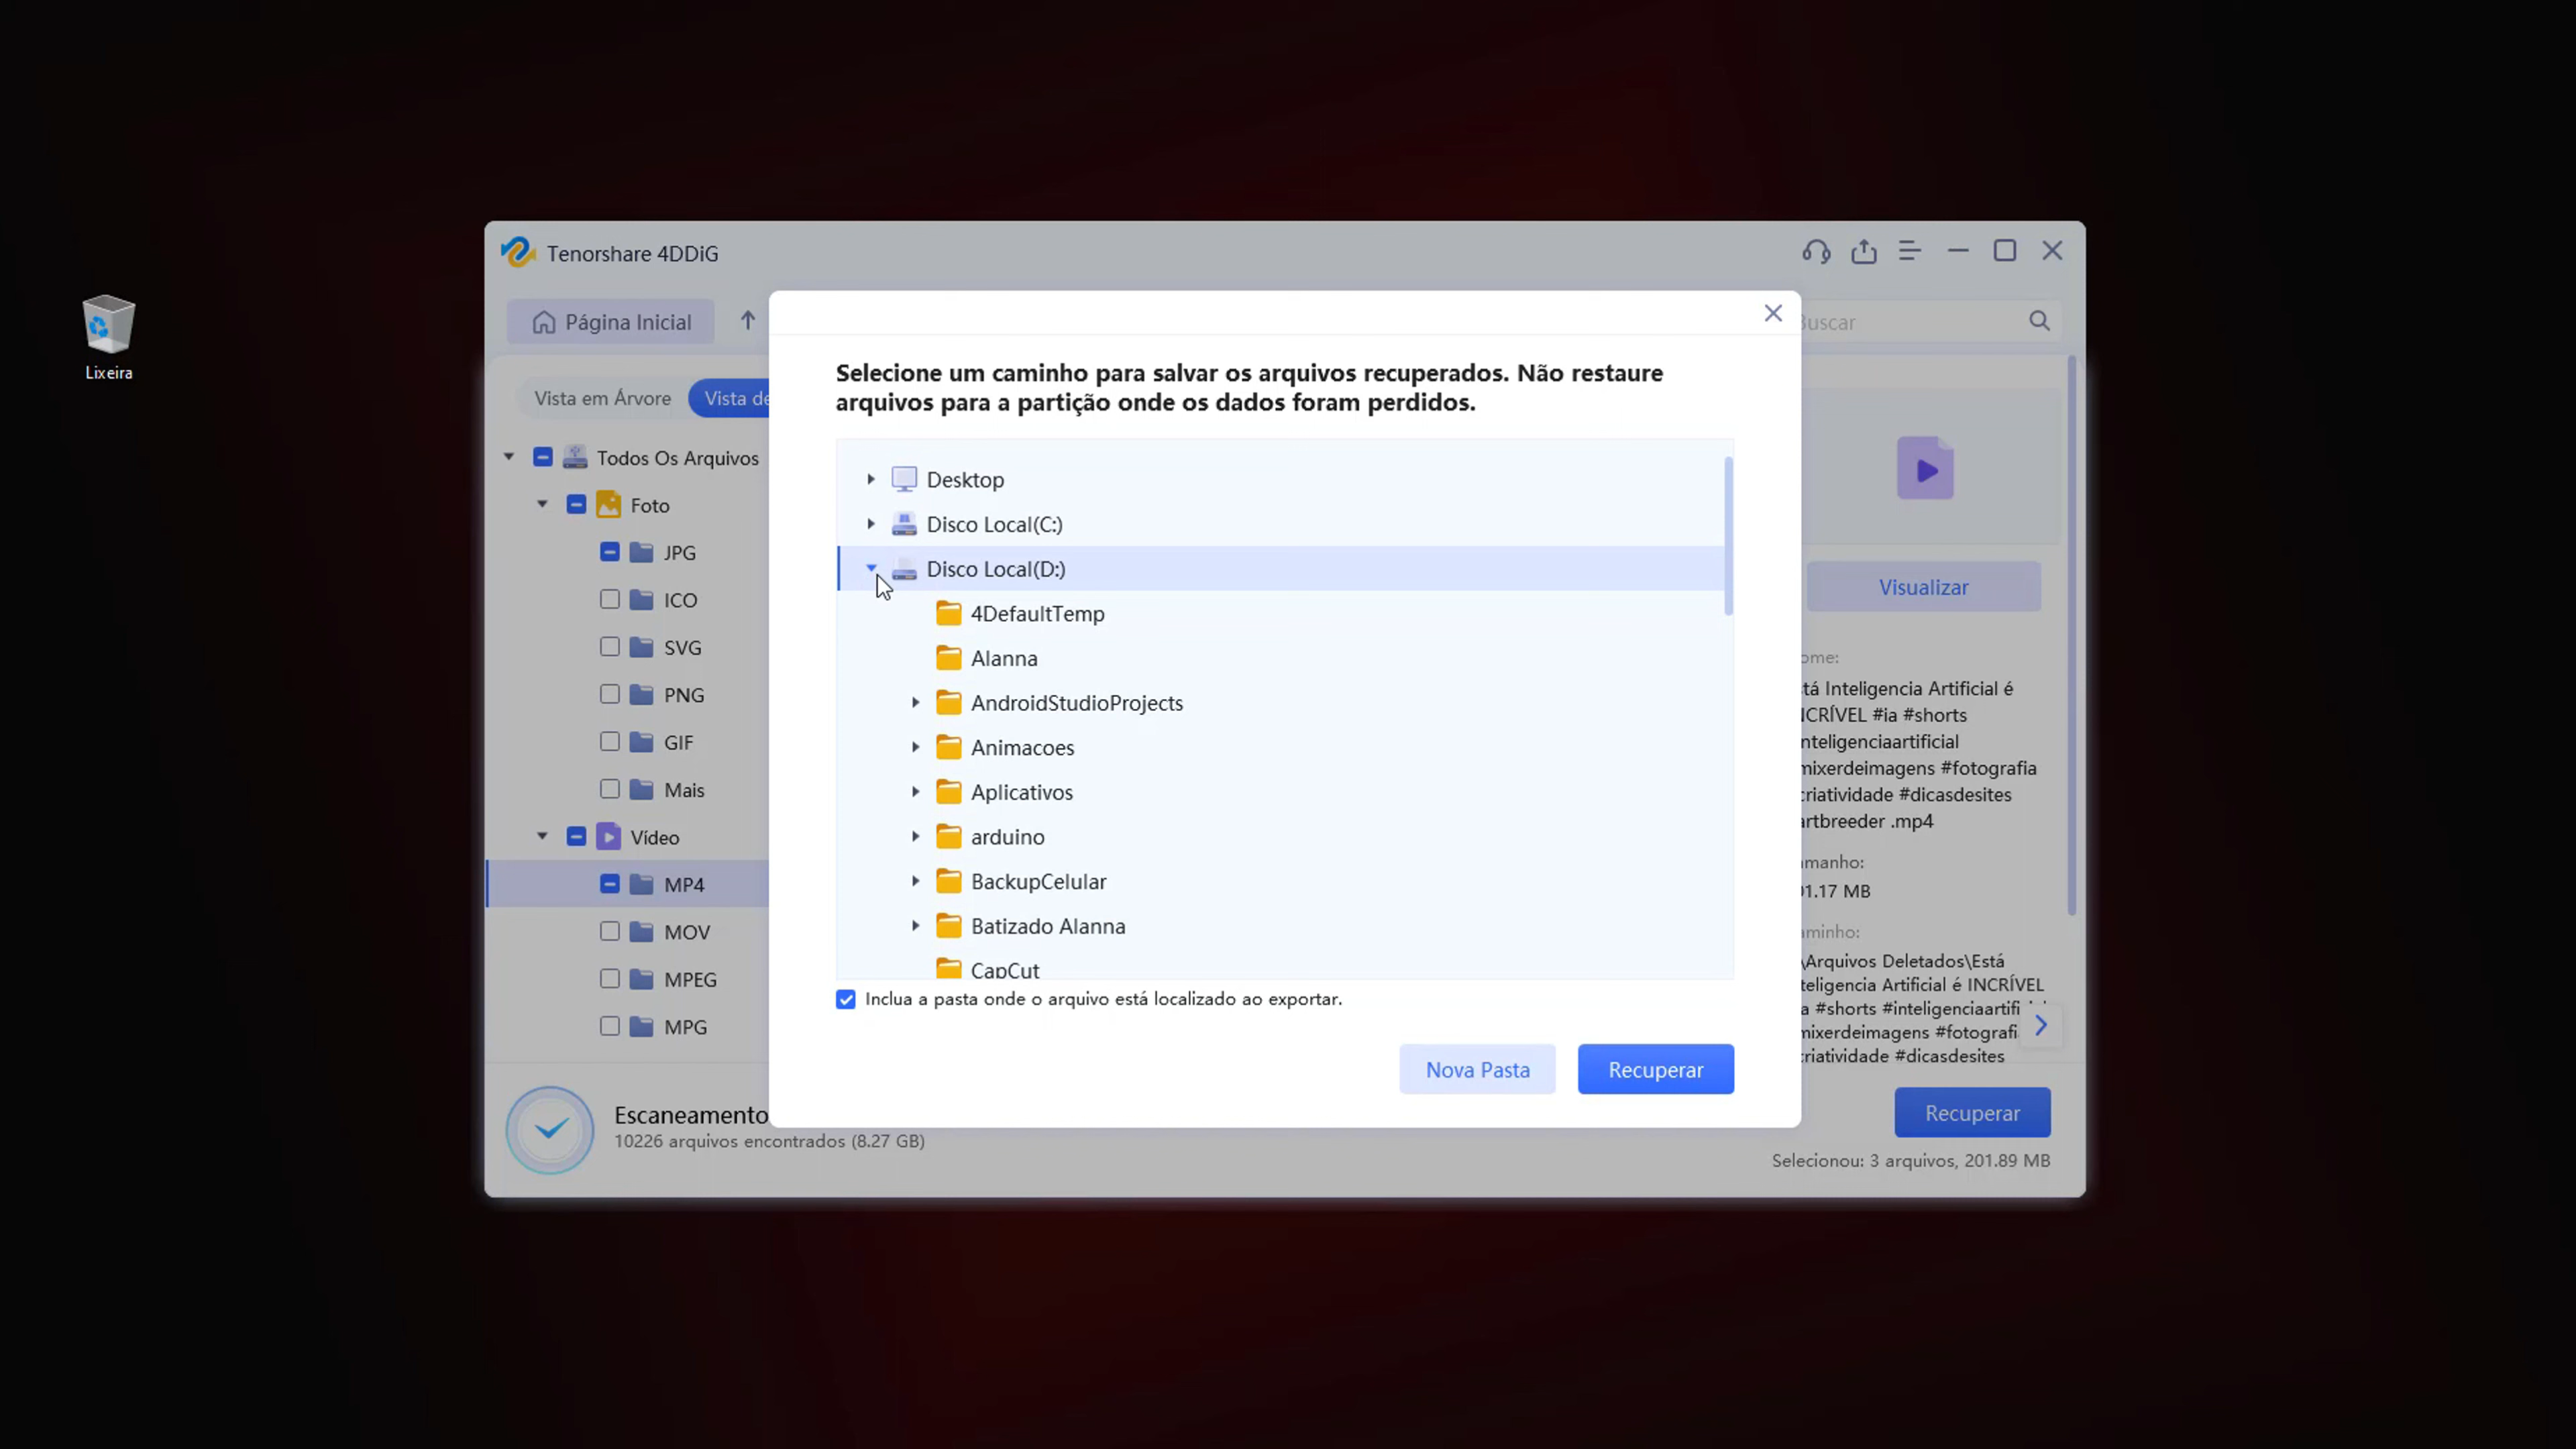 Lixeira
Tenorshare 4DDiG
Página Inicial
Buscar
Vista em Árvore
Vista de
Todos Os Arquivos
Foto
JPG
ICO
SVG
PNG
GIF
Mais
Vídeo
MP4
MOV
MPEG
MPG
Selecione um caminho para salvar os arquivos recuperados. Não restaure
arquivos para a partição onde os dados foram perdidos.
Desktop
Disco Local(C:)
Disco Local(D:)
4DefaultTemp
Alanna
AndroidStudioProjects
Animacoes
Aplicativos
arduino
BackupCelular
Batizado Alanna
CapCut
Inclua a pasta onde o arquivo está localizado ao exportar.
Nova Pasta
Recuperar
Visualizar
ome:
tá Inteligencia Artificial é
NCRÍVEL #ia #shorts
nteligenciaartificial
mixerdeimagens #fotografia
criatividade #dicasdesites
artbreeder .mp4
amanho:
01.17 MB
aminho:
\Arquivos Deletados\Está
teligencia Artificial é INCRÍVEL
a #shorts #inteligenciaartifi
mixerdeimagens #fotografi
criatividade #dicasdesites
Escaneamento
10226 arquivos encontrados (8.27 GB)
Recuperar
Selecionou: 3 arquivos, 201.89 MB